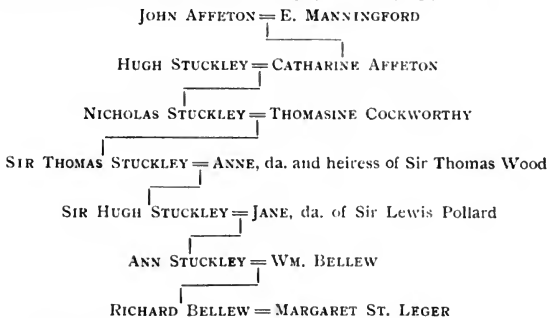 JOHN AFFETON = E. MANNINGFORD
HUGH STUCKLEY = CATHARINE AFFETON
NICHOLAS STUCKLEY = THOMASINE COCKWORTHY
SIR THOMAS STUCKLEY = ANNE, da. and heiress of Sir Thomas Wood
SIR HUGH STUCKLEY = JANE, da. of Sir Lewis Pollard
ANN STUCKLEY = WM. BELLEW
RICHARD BELLEW = MARGARET ST. LEGER